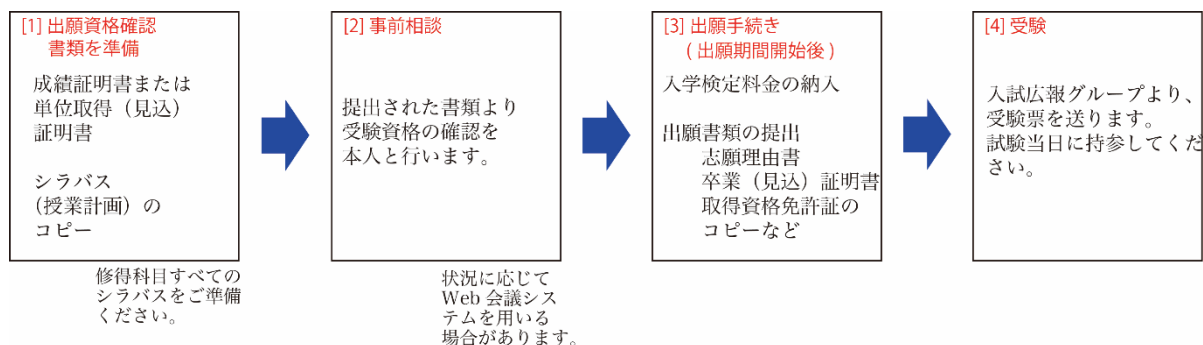 [1] 出願資格確認
書類を準備
成績証明書または
単位取得（見込）
証明書
シラバス
(授業計画）の
コピー
修得科目すべての
シラバスをご準備
ください。
[2] 事前相談
提出された書類より
受験資格の確認を
本人と行います。
状況に応じて
Web 会議シス
テムを用いる
場合があります。
[3] 出願手続き
( 出願期間開始後 )
入学検定料金の納入
出願書類の提出
志願理由書
卒業（見込）証明書
取得資格免許証の
コピーなど
[4] 受験
入試広報グループより、
受験票を送ります。
試験当日に持参してくだ
さい。